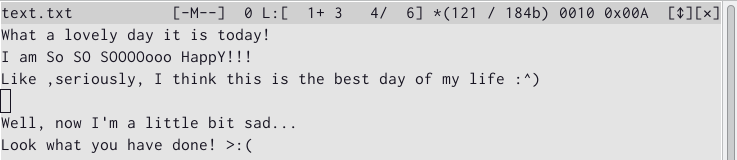 text.txt [-M--] 0 L:[ 1+ 3 4/ 6] *(121 / 184b) 0010 0x00A [↕][×]
What a lovely day it is today!
I am So SO SOOOOooo HappY!!!
Like ,seriously, I think this is the best day of my life :^)
Well, now I'm a little bit sad...
Look what you have done! >:(